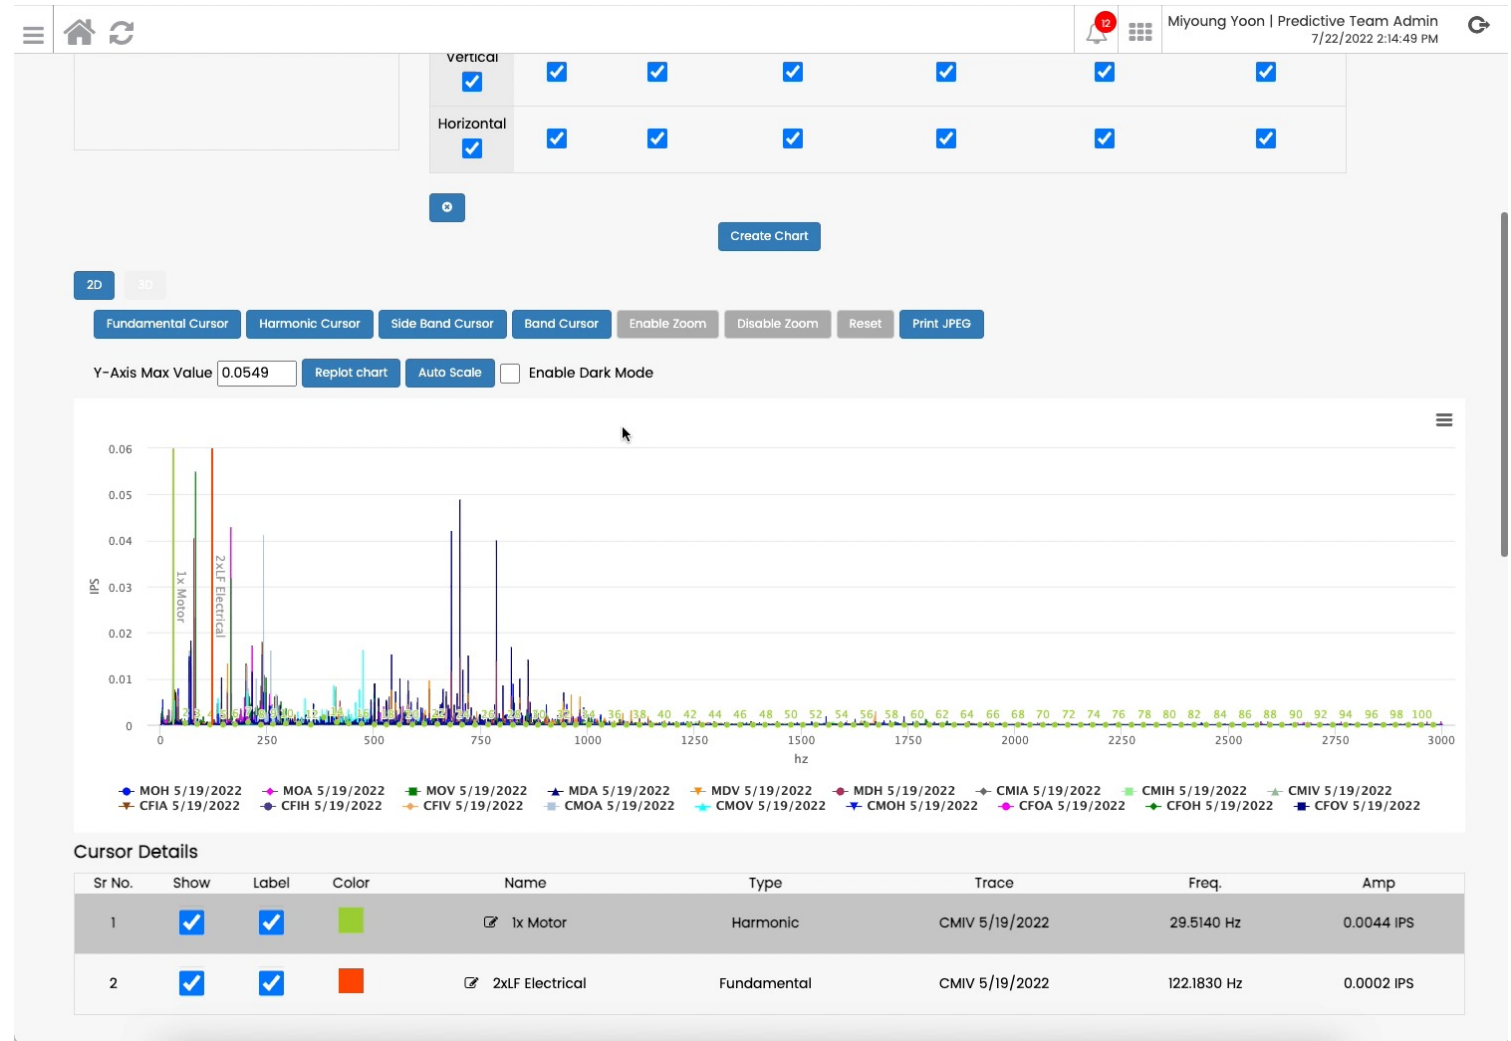 12
Miyoung Yoon | Predictive Team Admin
7/22/2022 2:14:49 PM
Vertical
Horizontal
Create Chart
2D
3D
Fundamental Cursor Harmonic Cursor Side Band Cursor Band Cursor Enable Zoom Disable Zoom Reset Print JPEG
Y-Axis Max Value 0.0549 Replot chart Auto Scale Enable Dark Mode
0.06
0.05
0.04
0.03
0.02
0.01
0
IPS
1x Motor
2xLF Electrical
36 38 40 42 44 46 48 50 52 54 56 58 60 62 64 66 68 70 72 74 76 78 80 82 84 86 88 90 92 94 96 98 100
0 250 500 750 1000 1250 1500 1750 2000 2250 2500 2750 3000
hz
MOH 5/19/2022 MOA 5/19/2022 MOV 5/19/2022 MDA 5/19/2022 MDV 5/19/2022 MDH 5/19/2022 CMIA 5/19/2022 CMIH 5/19/2022 CMIV 5/19/2022
CFIA 5/19/2022 CFIH 5/19/2022 CFIV 5/19/2022 CMOA 5/19/2022 CMOV 5/19/2022 CMOH 5/19/2022 CFOA 5/19/2022 CFOH 5/19/2022 CFOV 5/19/2022
Cursor Details
Sr No. Show Label Color Name Type Trace Freq. Amp
1 1x Motor Harmonic CMIV 5/19/2022 29.5140 Hz 0.0044 IPS
2 2xLF Electrical Fundamental CMIV 5/19/2022 122.1830 Hz 0.0002 IPS